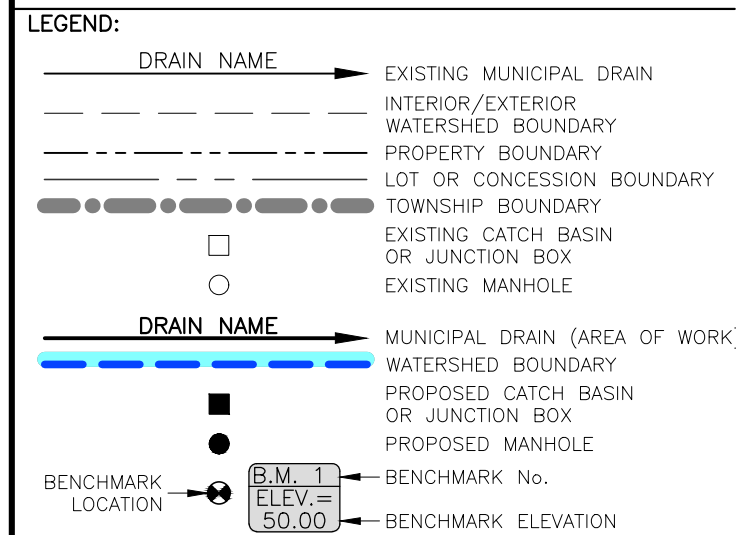 LEGEND:
DRAIN NAME
EXISTING MUNICIPAL DRAIN
INTERIOR/EXTERIOR
WATERSHED BOUNDARY
PROPERTY BOUNDARY
LOT OR CONCESSION BOUNDARY
TOWNSHIP BOUNDARY
EXISTING CATCH BASIN
OR JUNCTION BOX
EXISTING MANHOLE
DRAIN NAME
MUNICIPAL DRAIN (AREA OF WORK)
WATERSHED BOUNDARY
PROPOSED CATCH BASIN
OR JUNCTION BOX
PROPOSED MANHOLE
BENCHMARK
LOCATION
B.M. 1
ELEV.=
50.00
BENCHMARK No.
BENCHMARK ELEVATION